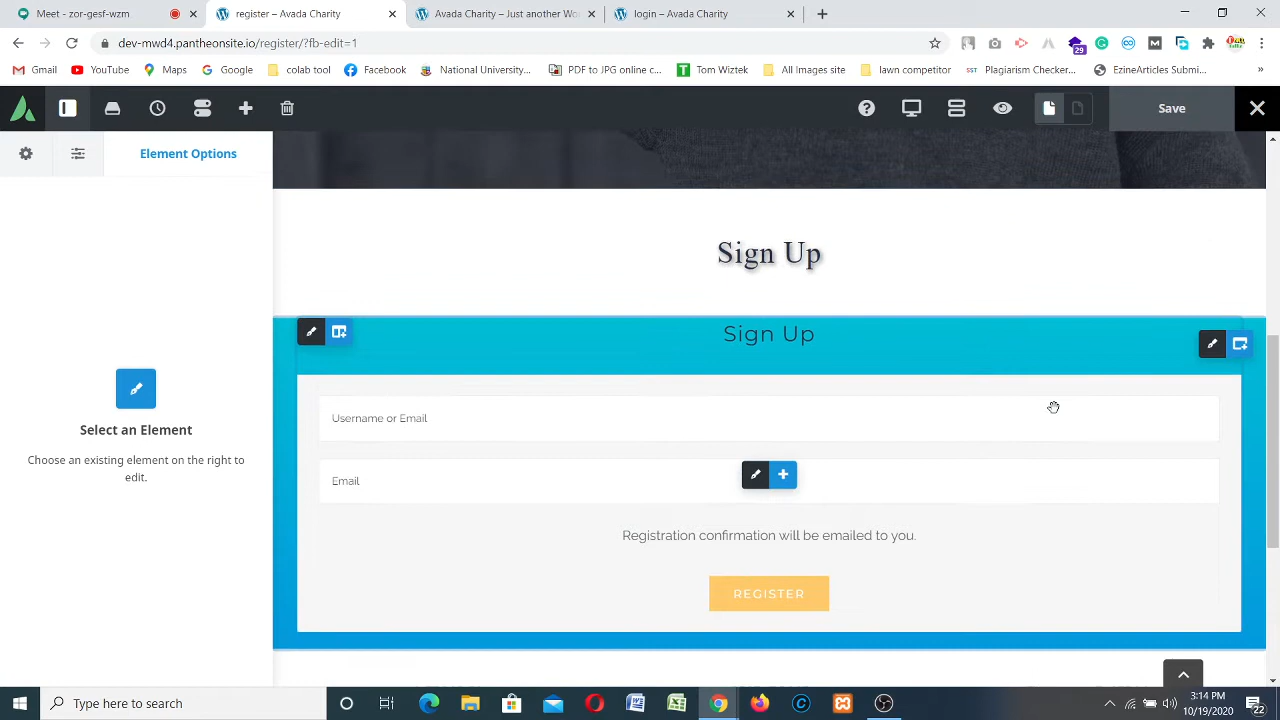 Meet - zor-gesf-wzm
register – Avada Charity
Avada Charity – Just another Wo
login – Avada Charity
dev-mwd4.pantheonsite.io/register/?fb-edit=1
29
Gmail
YouTube
Maps
Google
colab tool
Facebook
National University...
PDF to JPG online c...
Tom Wiztek
All Images site
lawn competitor
Plagiarism Checker...
EzineArticles Submi...
»
Save
Element Options
Sign Up
Sign Up
Username or Email
Email
Select an Element
Choose an existing element on the right to
edit.
Registration confirmation will be emailed to you.
REGISTER
Type here to search
3:14 PM
10/19/2020
22